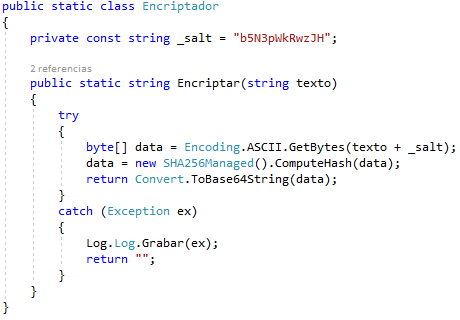 public static class Encriptador
{
private const string _salt = "b5N3pWkRwzJH";
2 referencias
public static string Encriptar(string texto)
{
try
{
byte[] data = Encoding.ASCII.GetBytes(texto + _salt);
data = new SHA256Managed().ComputeHash(data);
return Convert.ToBase64String(data);
}
catch (Exception ex)
{
Log.Log.Grabar(ex);
return "";
}
}
}